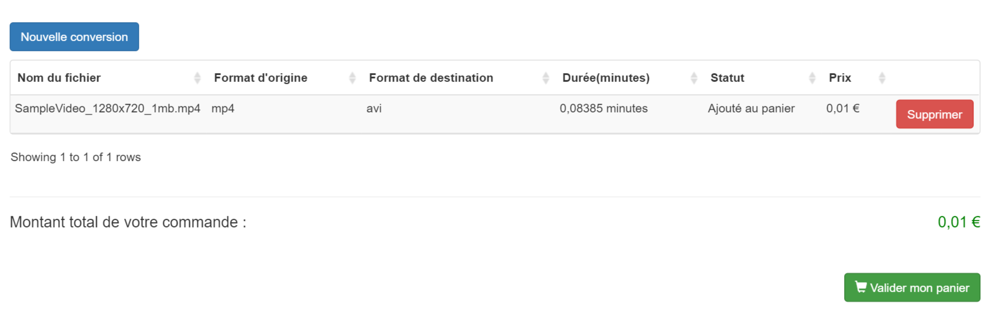 Nouvelle conversion
Nom du fichier Format d'origine Format de destination Durée(minutes) Statut Prix
SampleVideo_1280x720_1mb.mp4 mp4 avi 0,08385 minutes Ajouté au panier 0,01 € Supprimer
Showing 1 to 1 of 1 rows
Montant total de votre commande : 0,01 €
Valider mon panier